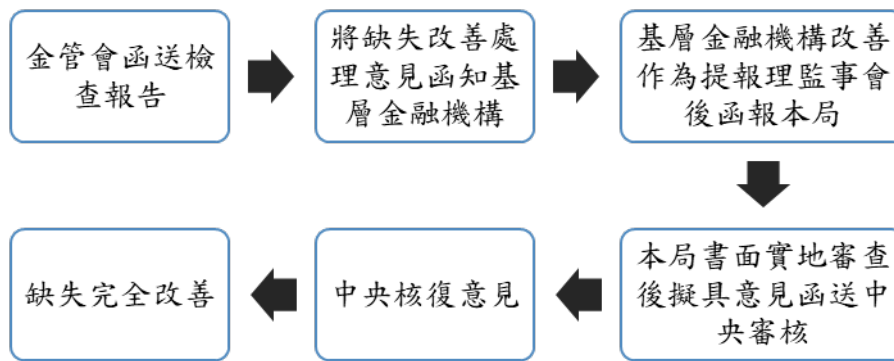 金管會函送檢
查報告
將缺失改善處
理意見函知基
層金融機構
基層金融機構改善
作為提報理監事會
後函報本局
本局書面實地審查
後擬具意見函送中
央審核
中央核復意見
缺失完全改善